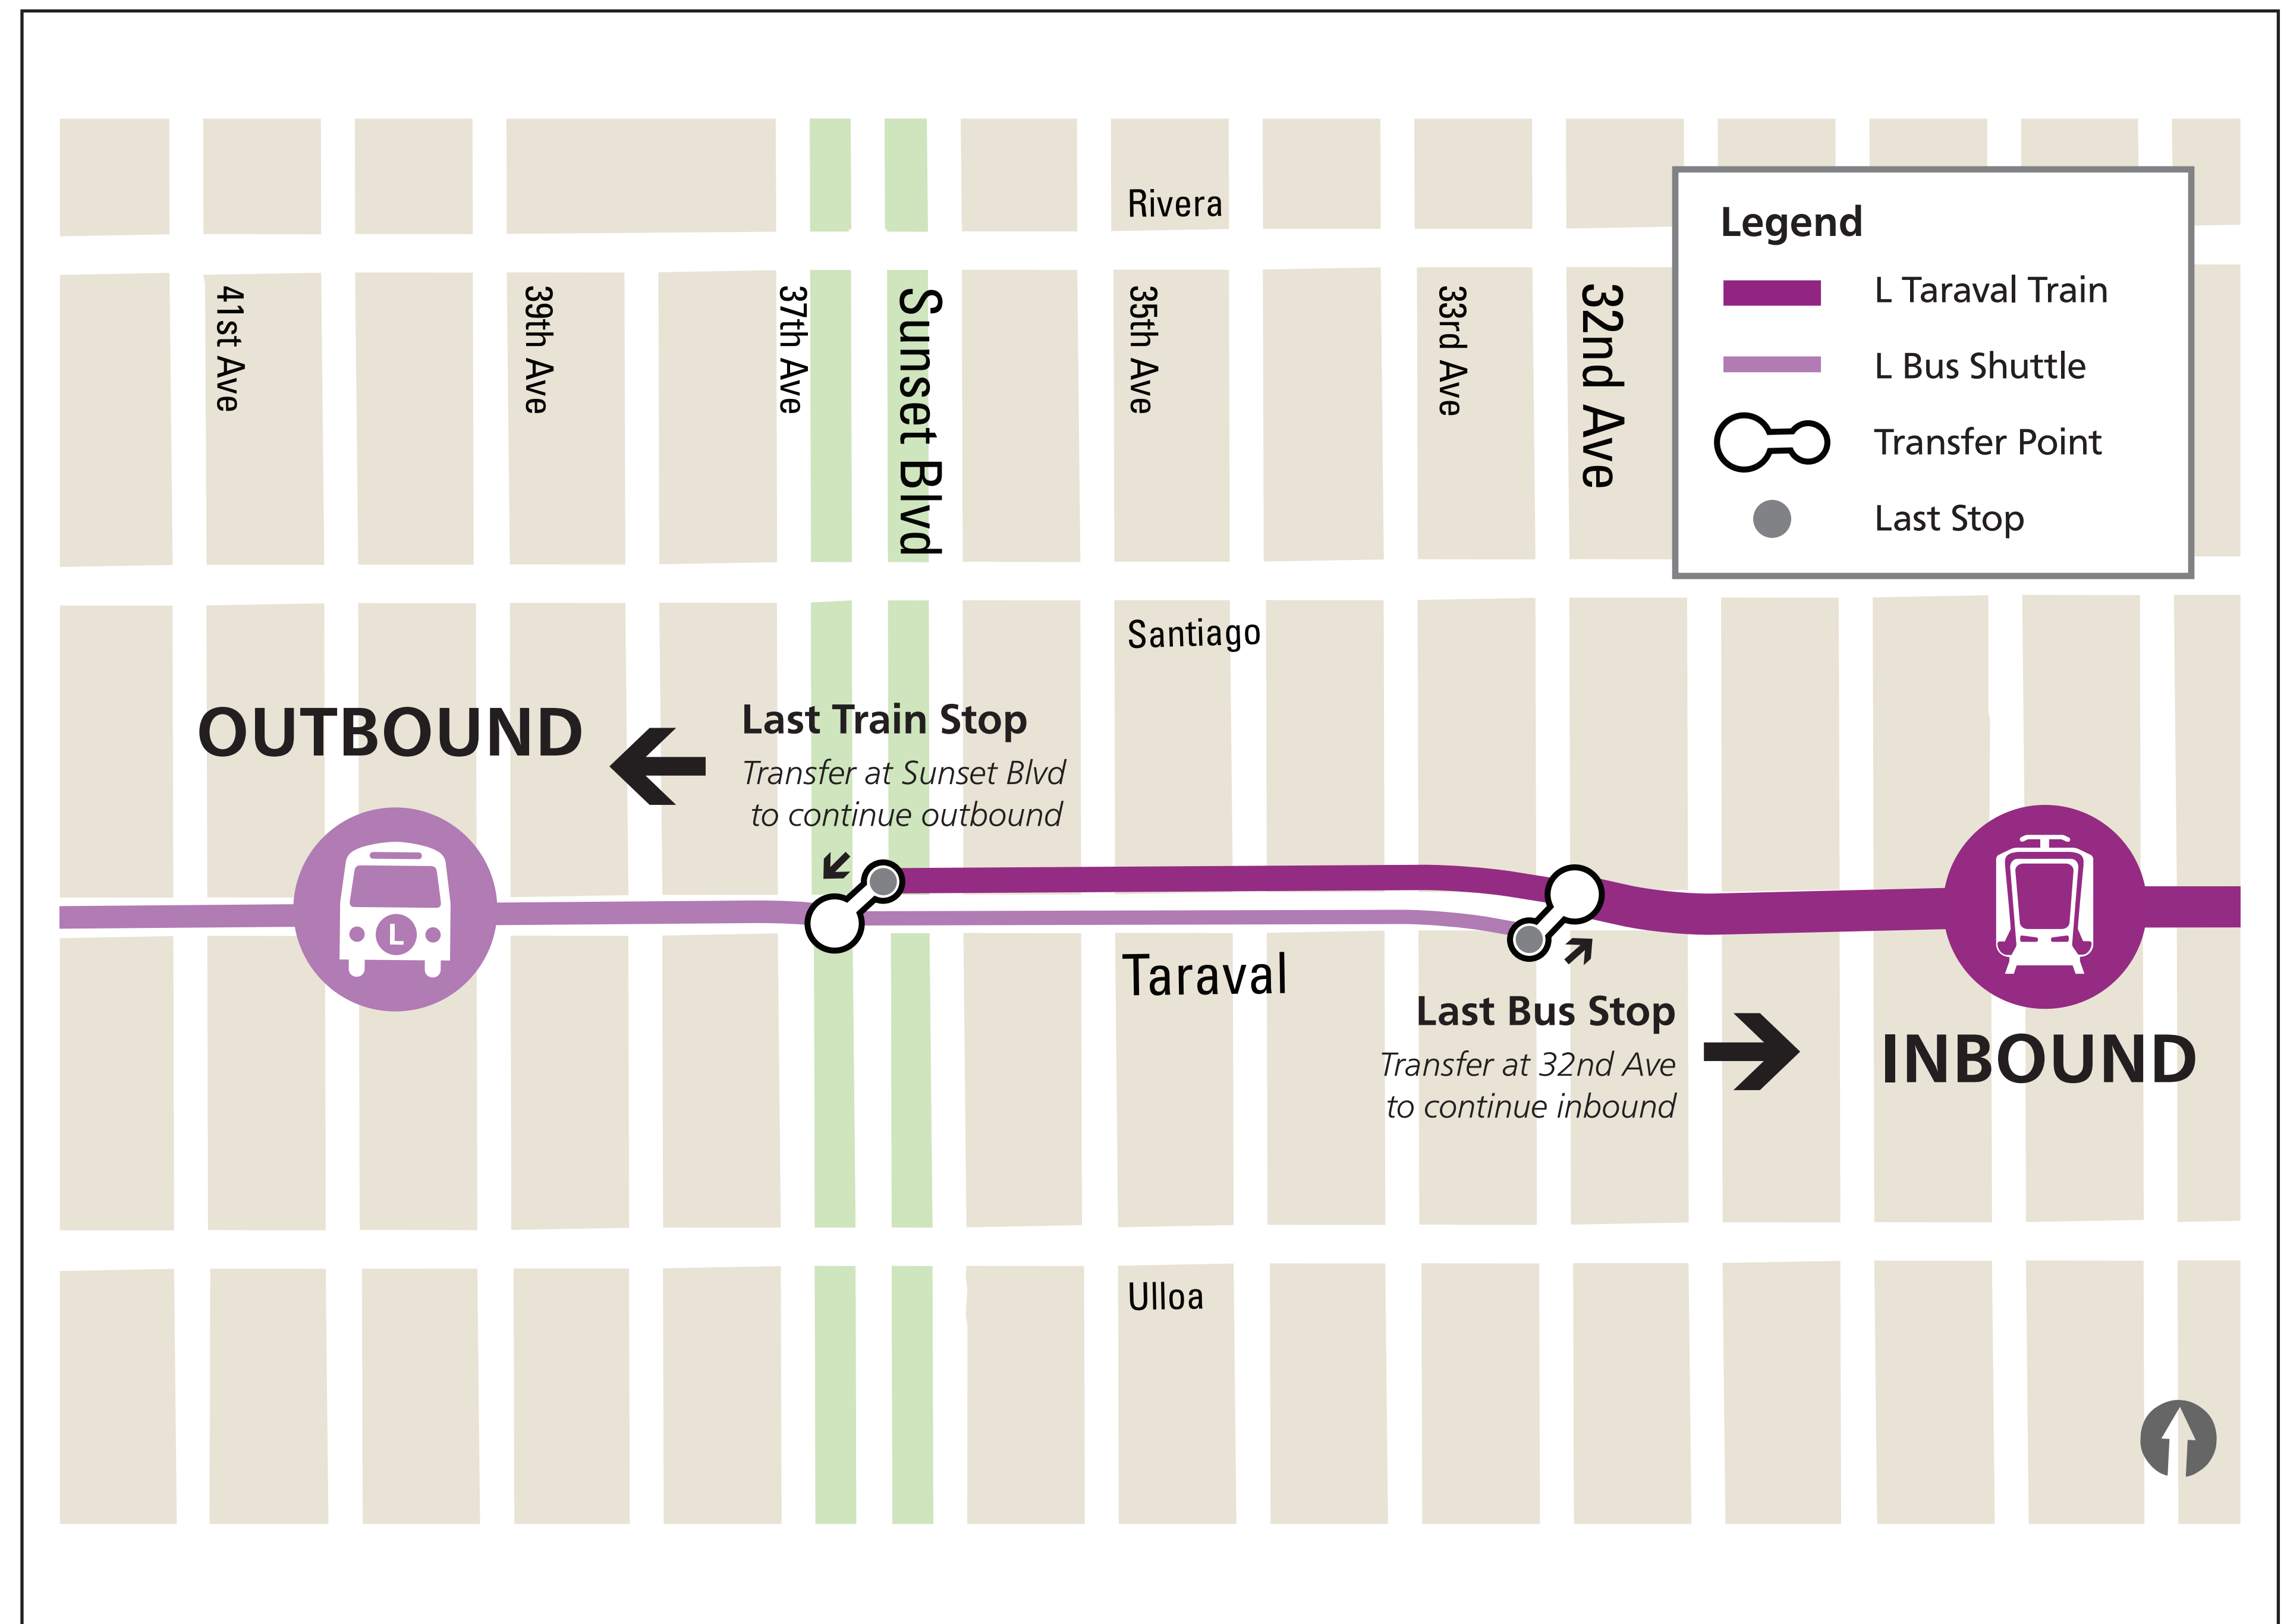 Rivera
Legend
L Taraval Train
L Bus Shuttle
Transfer Point
Last Stop
41st Ave
39th Ave
37th Ave
Sunset Blvd
35th Ave
33rd Ave
32nd Ave
Santiago
OUTBOUND
Last Train Stop
Transfer at Sunset Blvd
to continue outbound
L
Taraval
Last Bus Stop
Transfer at 32nd Ave
to continue inbound
INBOUND
Ulloa